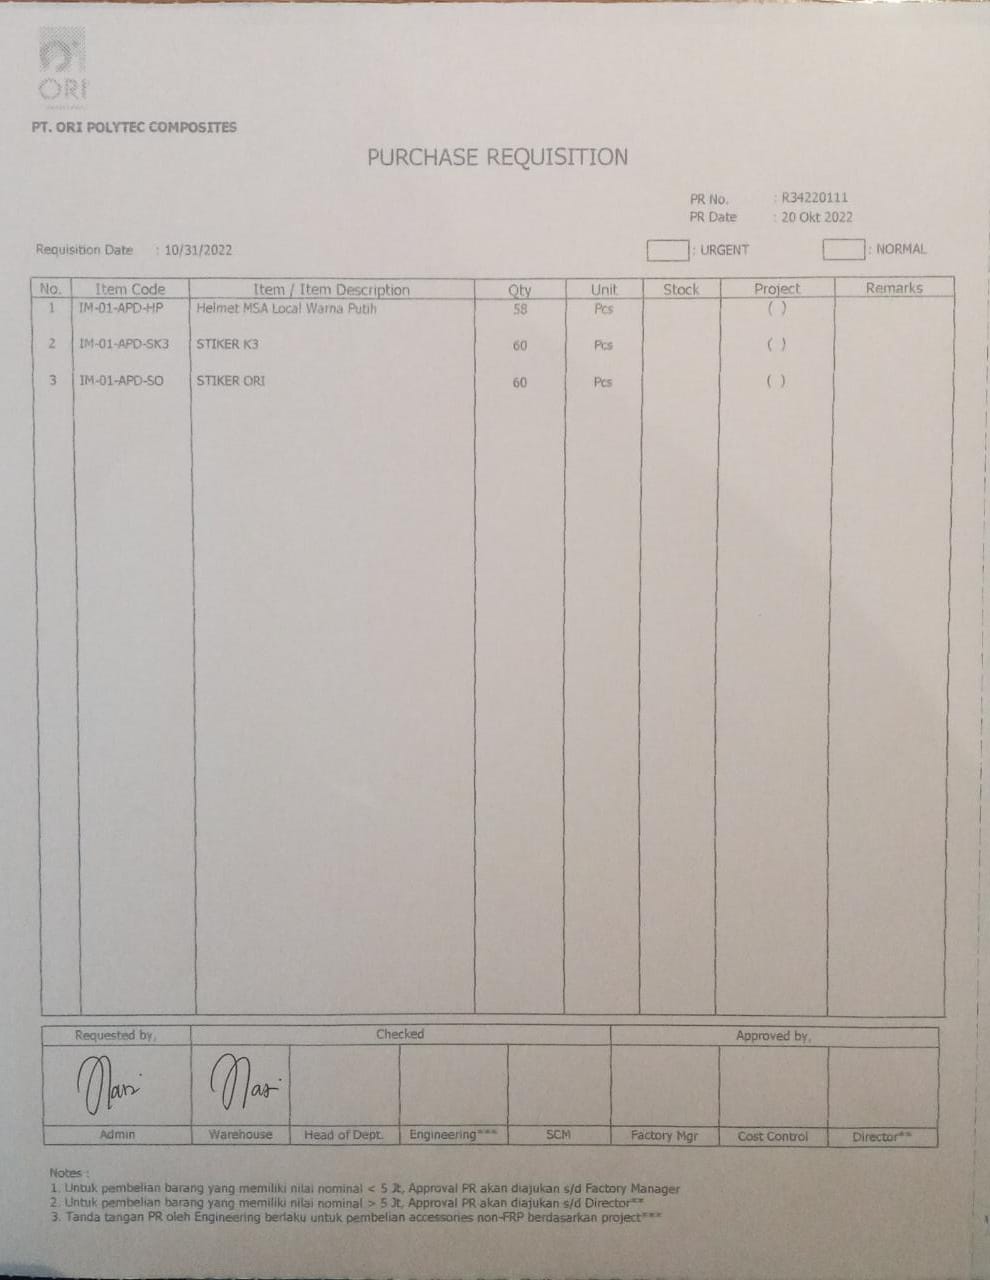 ORI
PT. ORI POLYTEC COMPOSITES
PURCHASE REQUISITION
PR No. : R34220111
PR Date : 20 Okt 2022
Requisition Date : 10/31/2022 : URGENT : NORMAL
No. Item Code Item / Item Description Qty Unit Stock Project Remarks
1 IM-01-APD-HP Helmet MSA Local Warna Putih 58 Pcs ( )
2 IM-01-APD-SK3 STIKER K3 60 Pcs ( )
3 IM-01-APD-SO STIKER ORI 60 Pcs ( )
Requested by, Checked Approved by,
Admin Warehouse Head of Dept. Engineering*** SCM Factory Mgr Cost Control Director**
Notes :
1. Untuk pembelian barang yang memiliki nilai nominal < 5 Jt, Approval PR akan diajukan s/d Factory Manager
2. Untuk pembelian barang yang memiliki nilai nominal > 5 Jt, Approval PR akan diajukan s/d Director**
3. Tanda tangan PR oleh Engineering berlaku untuk pembelian accessories non-FRP berdasarkan project***